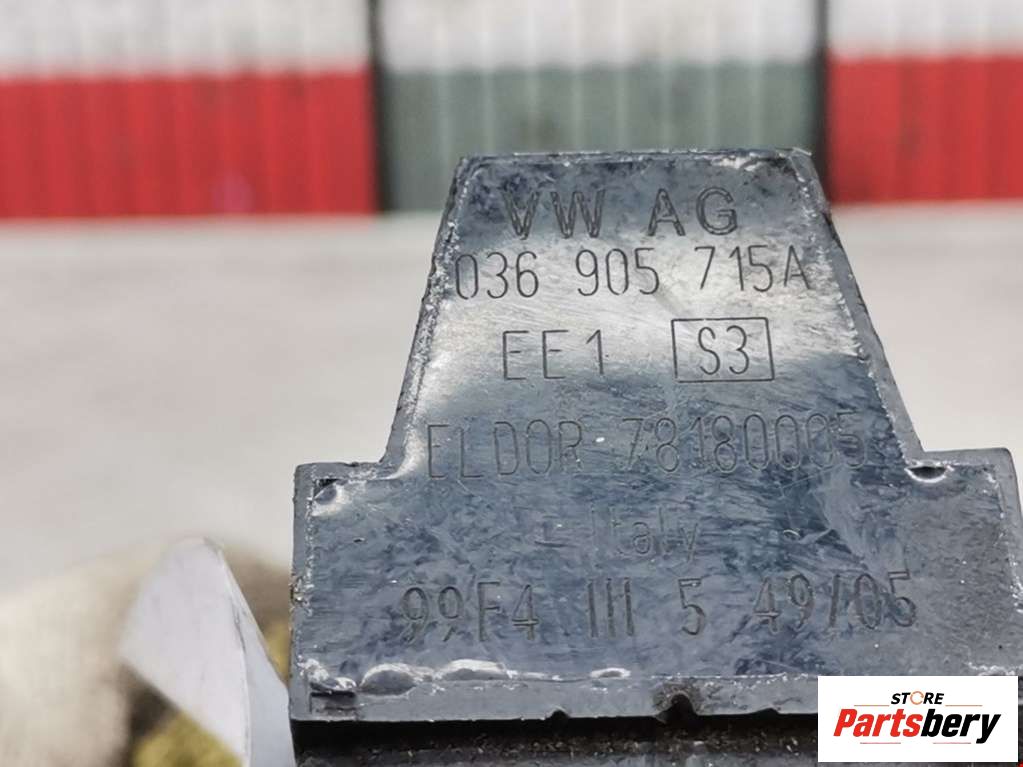 VW AG
036 905 715A
EE1 S3
ELDOR 78180005
Italy
99F4 III 5 49/05
STORE
Partsbery